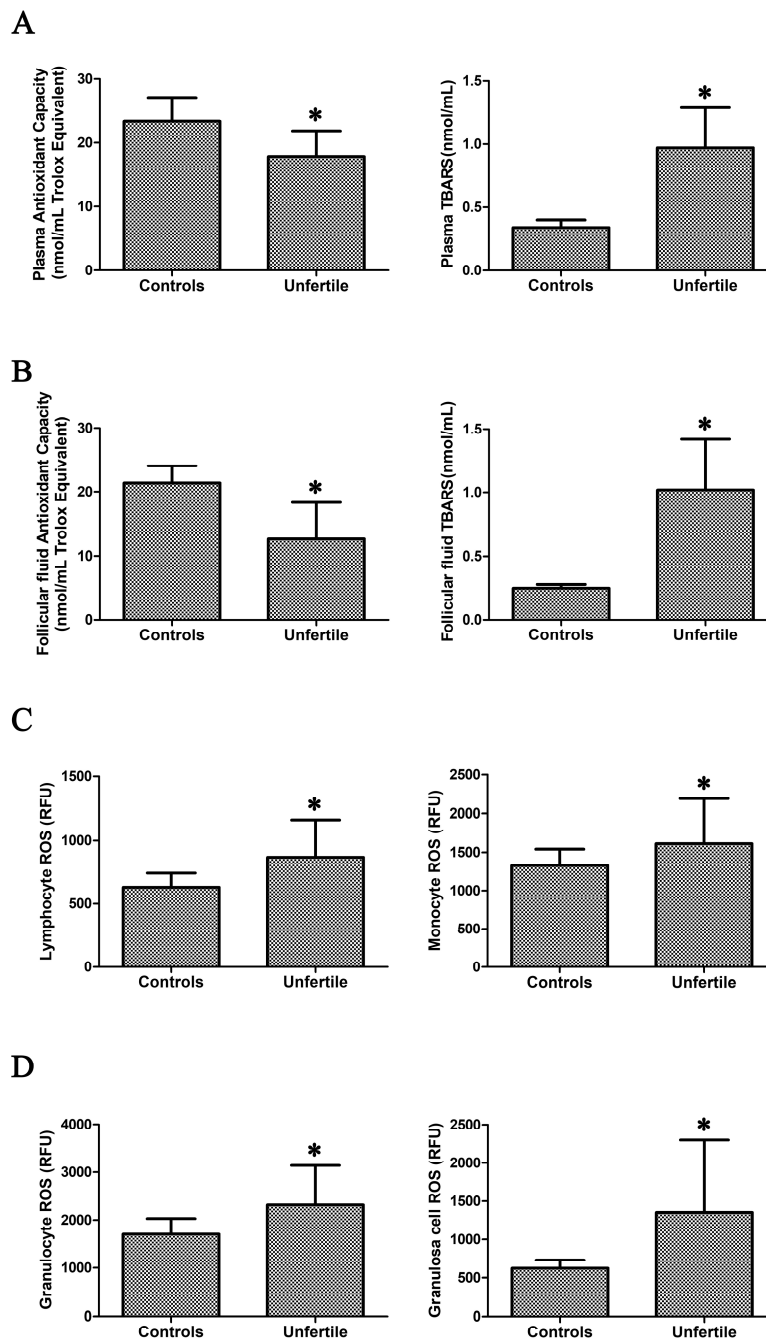 A
Plasma Antioxidant Capacity
(nmol/mL Trolox Equivalent)
30
20
10
0
*
Controls
Unfertile
Plasma TBARS (nmol/mL)
1.5
1.0
0.5
0.0
*
Controls
Unfertile
B
Follicular fluid Antioxidant Capacity
(nmol/mL Trolox Equivalent)
30
20
10
0
*
Controls
Unfertile
Follicular fluid TBARS (nmol/mL)
1.5
1.0
0.5
0.0
*
Controls
Unfertile
C
Lymphocyte ROS (RFU)
1500
1000
500
0
*
Controls
Unfertile
Monocyte ROS (RFU)
2500
2000
1500
1000
500
0
*
Controls
Unfertile
D
Granulocyte ROS (RFU)
4000
3000
2000
1000
0
*
Controls
Unfertile
Granulosa cell ROS (RFU)
2500
2000
1500
1000
500
0
*
Controls
Unfertile